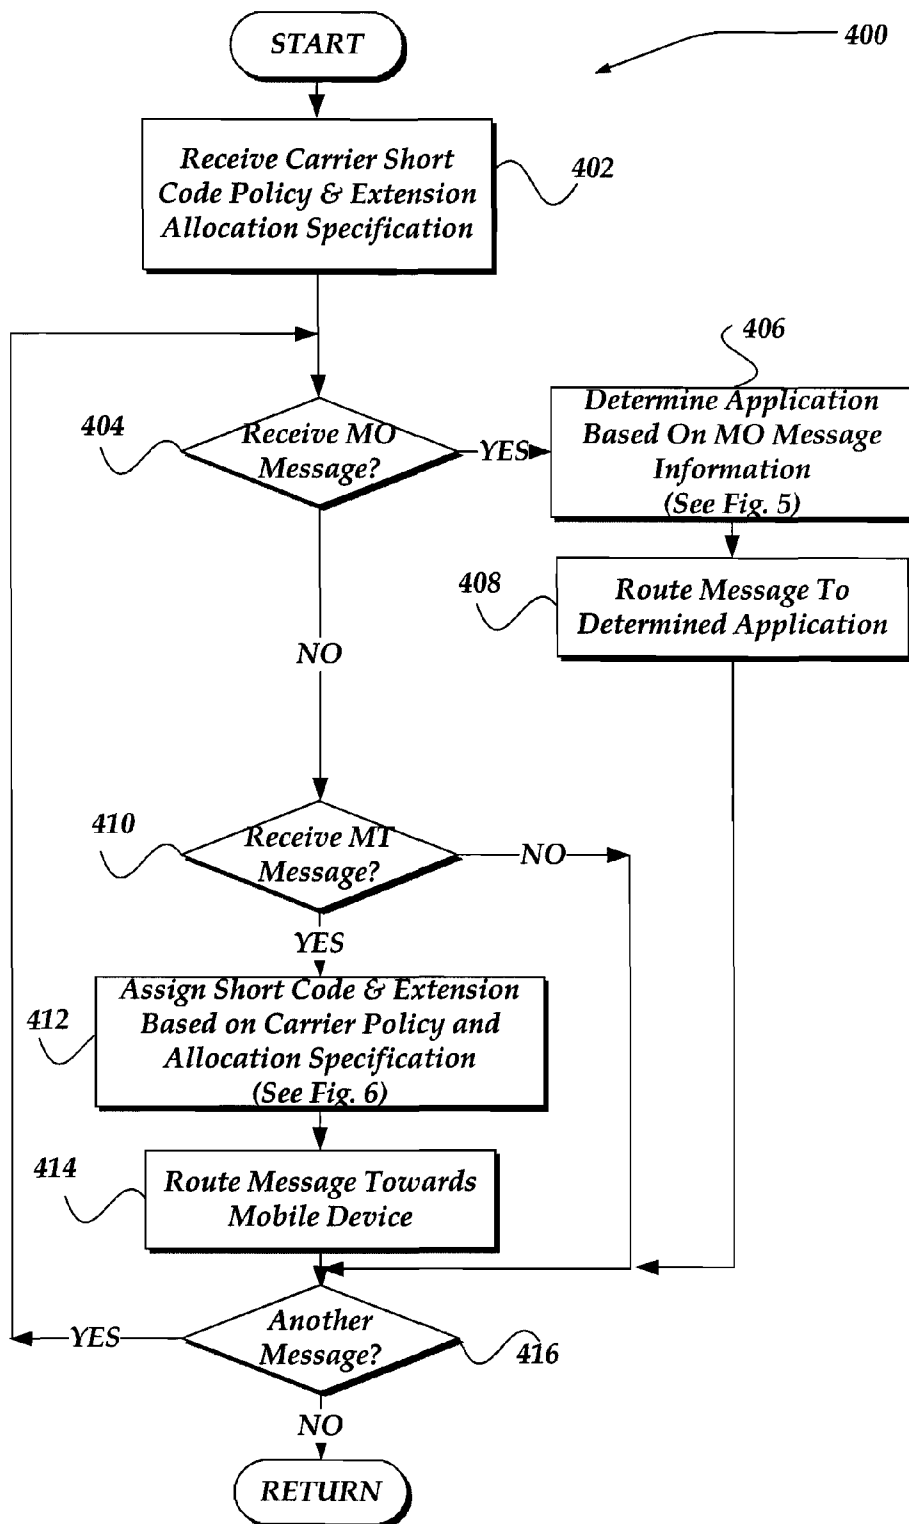 START
400
Receive Carrier Short
Code Policy & Extension
Allocation Specification
402
404
Receive MO
Message?
YES
406
Determine Application
Based On MO Message
Information
(See Fig. 5)
408
Route Message To
Determined Application
NO
410
Receive MT
Message?
NO
YES
412
Assign Short Code & Extension
Based on Carrier Policy and
Allocation Specification
(See Fig. 6)
414
Route Message Towards
Mobile Device
YES
Another
Message?
416
NO
RETURN